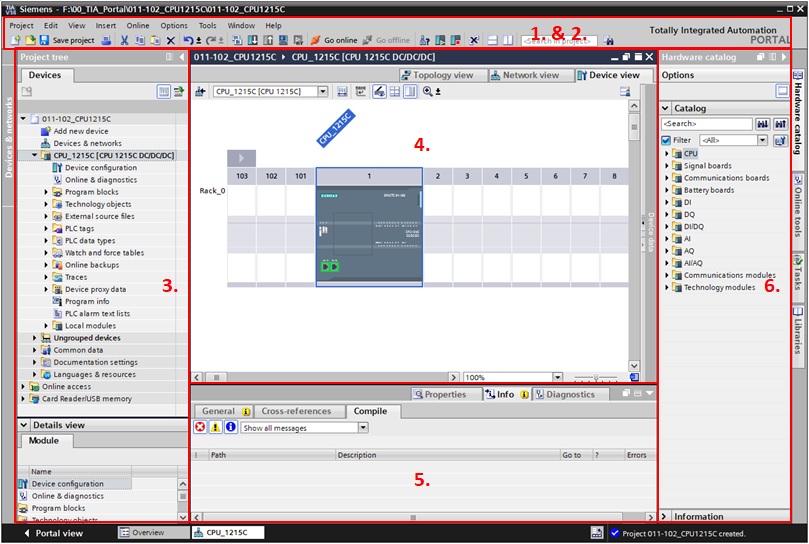 Siemens - F:\00_TIA_Portal\011-102_CPU1215C\011-102_CPU1215C
Project Edit View Insert Online Options Tools Window Help
1. & 2.
Totally Integrated Automation
PORTAL
Save project
Go online Go offline
<Search in project>
Project tree
011-102_CPU1215C CPU_1215C [CPU 1215C DC/DC/DC]
Hardware catalog
Devices
Topology view Network view Device view
Options
Devices & networks
CPU_1215C [CPU 1215C]
011-102_CPU1215C
Add new device
Devices & networks
CPU_1215C [CPU 1215C DC/DC/DC]
Device configuration
Online & diagnostics
Program blocks
Technology objects
External source files
PLC tags
PLC data types
Watch and force tables
Online backups
Traces
Device proxy data
Program info
PLC alarm text lists
Local modules
Ungrouped devices
Common data
Documentation settings
Languages & resources
Online access
Card Reader/USB memory
3.
Details view
Module
Name
Device configuration
Online & diagnostics
Program blocks
Technology objects
CPU_1215C
4.
103 102 101 1 2 3 4 5 6 7 8
Rack_0
SIEMENS
Device data
100%
Properties Info Diagnostics
General Cross-references Compile
Show all messages
! Path Description Go to ? Errors
5.
Catalog
<Search>
Filter <All>
CPU
Signal boards
Communications boards
Battery boards
DI
DQ
DI/DQ
AI
AQ
AI/AQ
Communications modules
Technology modules
6.
Information
Hardware catalog
Online tools
Tasks
Libraries
Portal view Overview CPU_1215C
Project 011-102_CPU1215C created.